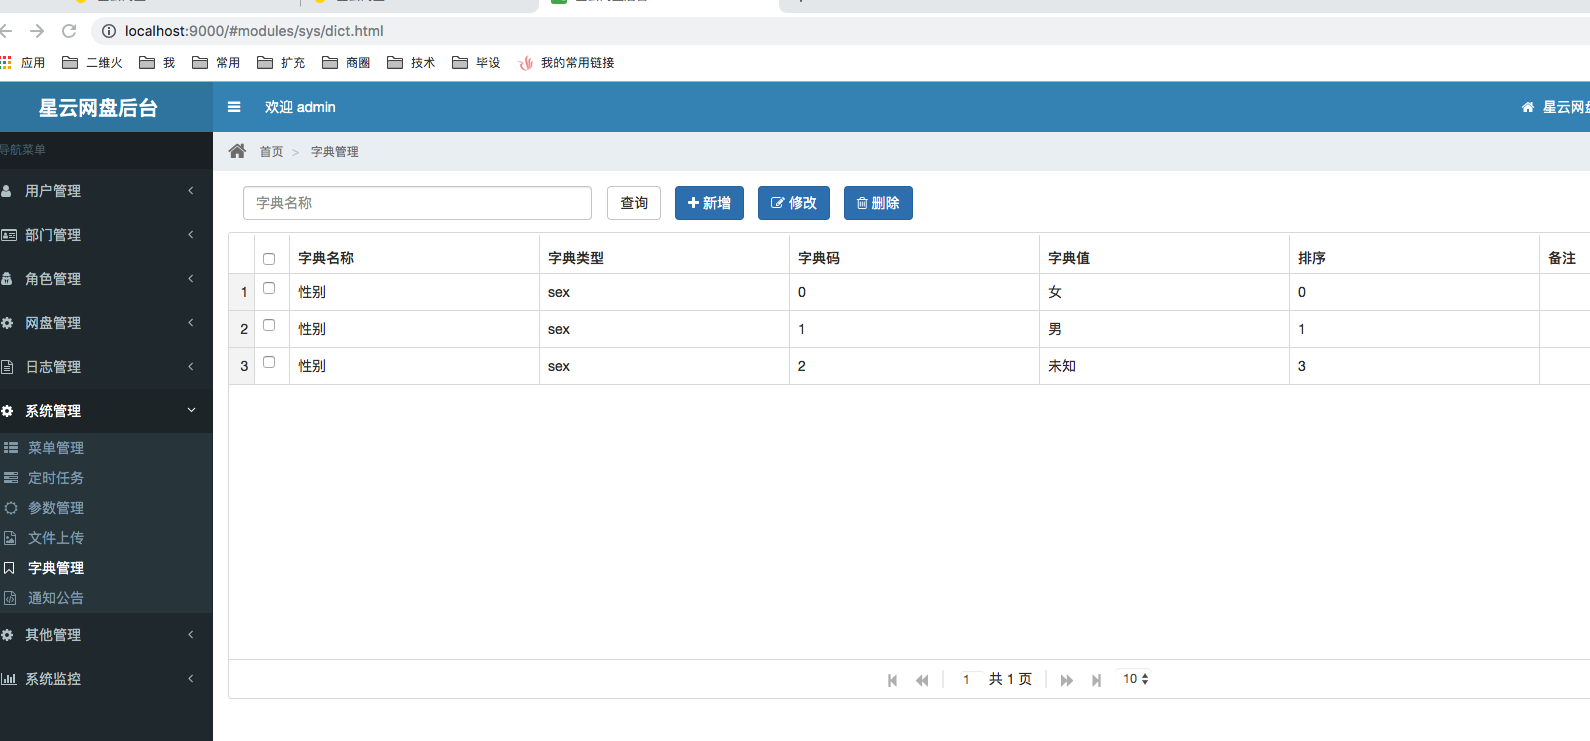 localhost:9000/#modules/sys/dict.html
应用 二维火 我 常用 扩充 商圈 技术 毕设 我的常用链接
星云网盘后台 欢迎 admin 星云网盘
导航菜单 首页 > 字典管理
用户管理
部门管理
角色管理
网盘管理
日志管理
系统管理
菜单管理
定时任务
参数管理
文件上传
字典管理
通知公告
其他管理
系统监控
字典名称 查询 新增 修改 删除
字典名称 字典类型 字典码 字典值 排序 备注
1 性别 sex 0 女 0
2 性别 sex 1 男 1
3 性别 sex 2 未知 3
1 共 1 页 10